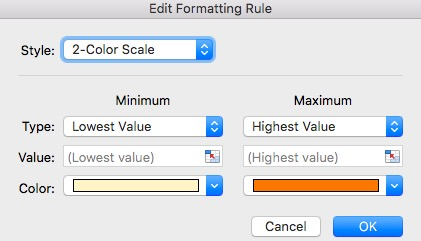 Edit Formatting Rule
Style: 2-Color Scale
Minimum Maximum
Type: Lowest Value Highest Value
Value: (Lowest value) (Highest value)
Color:
Cancel OK